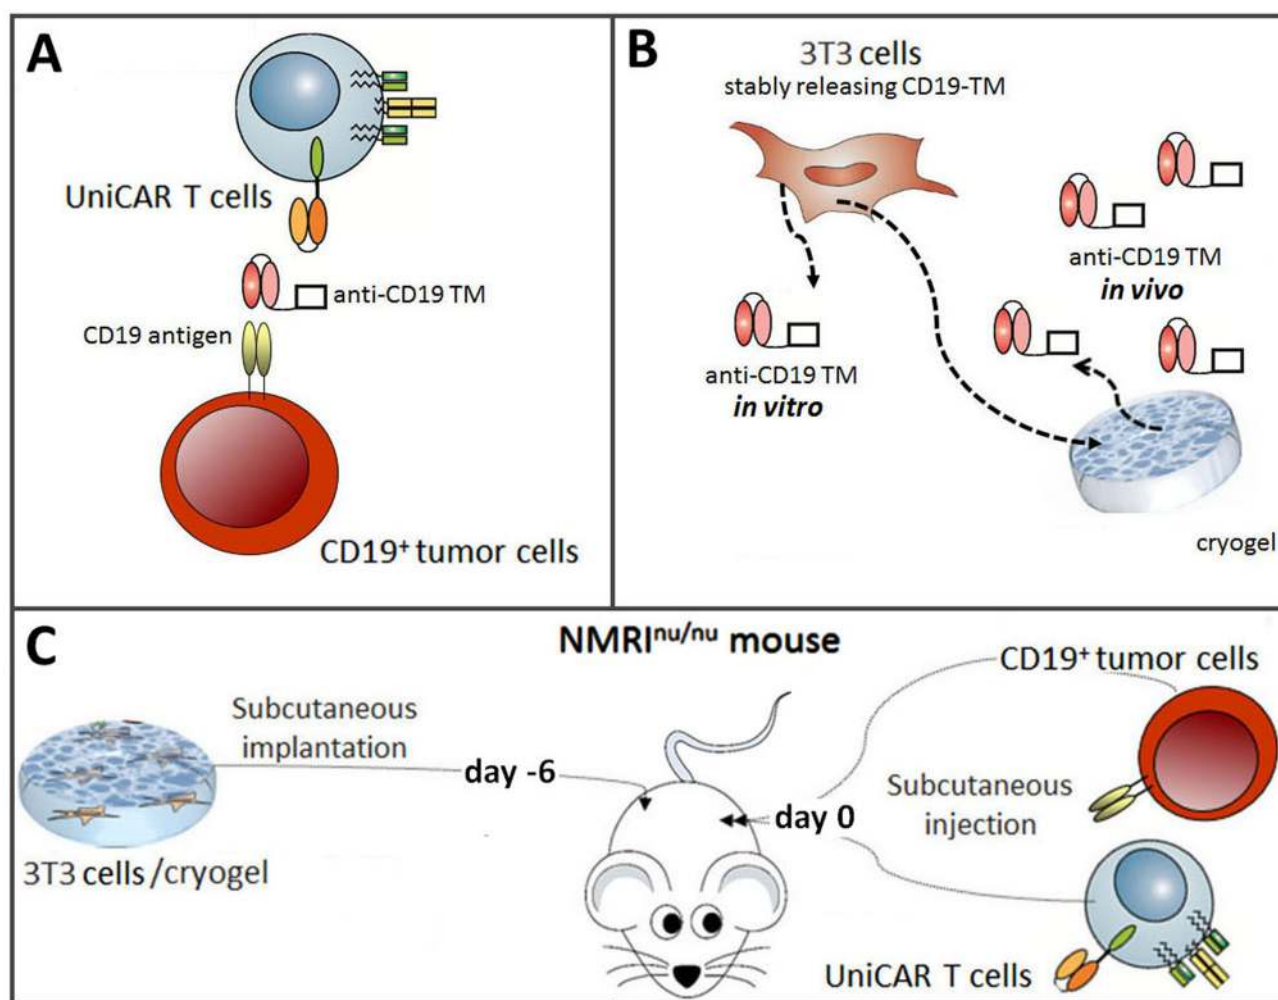 A
UniCAR T cells
anti-CD19 TM
CD19 antigen
CD19⁺ tumor cells
B
3T3 cells
stably releasing CD19-TM
anti-CD19 TM
in vitro
anti-CD19 TM
in vivo
cryogel
C
NMRIⁿᵘ/ⁿᵘ mouse
Subcutaneous
implantation
day -6
3T3 cells/cryogel
CD19⁺ tumor cells
Subcutaneous
injection
day 0
UniCAR T cells